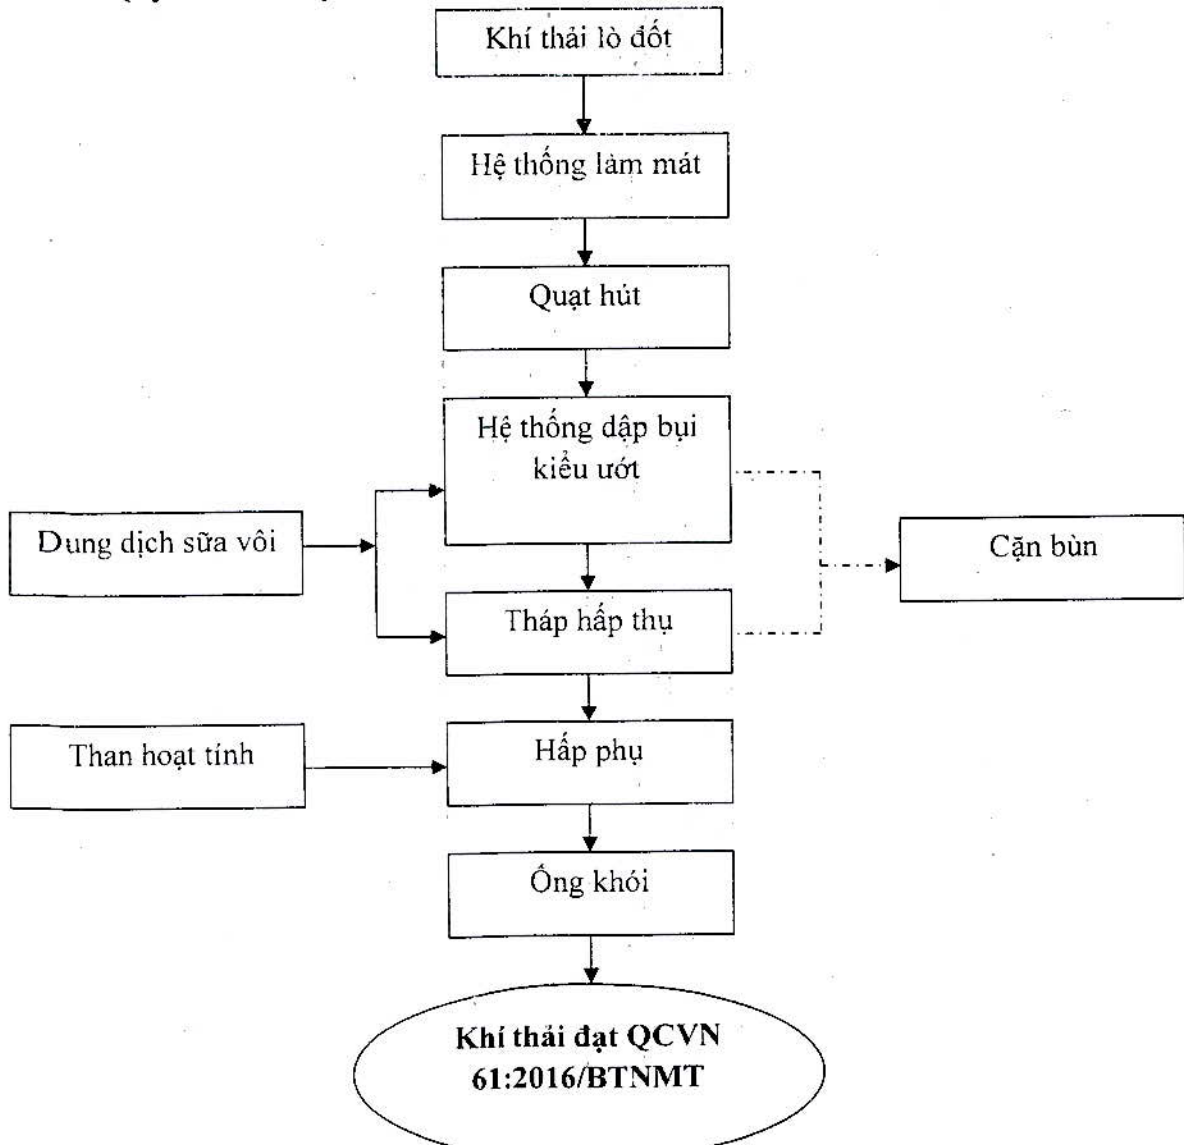 Khí thải lò đốt
Hệ thống làm mát
Quạt hút
Hệ thống dập bụi
kiểu ướt
Dung dịch sữa vôi
Cặn bùn
Tháp hấp thụ
Than hoạt tính
Hấp phụ
Ống khói
Khí thải đạt QCVN
61:2016/BTNMT